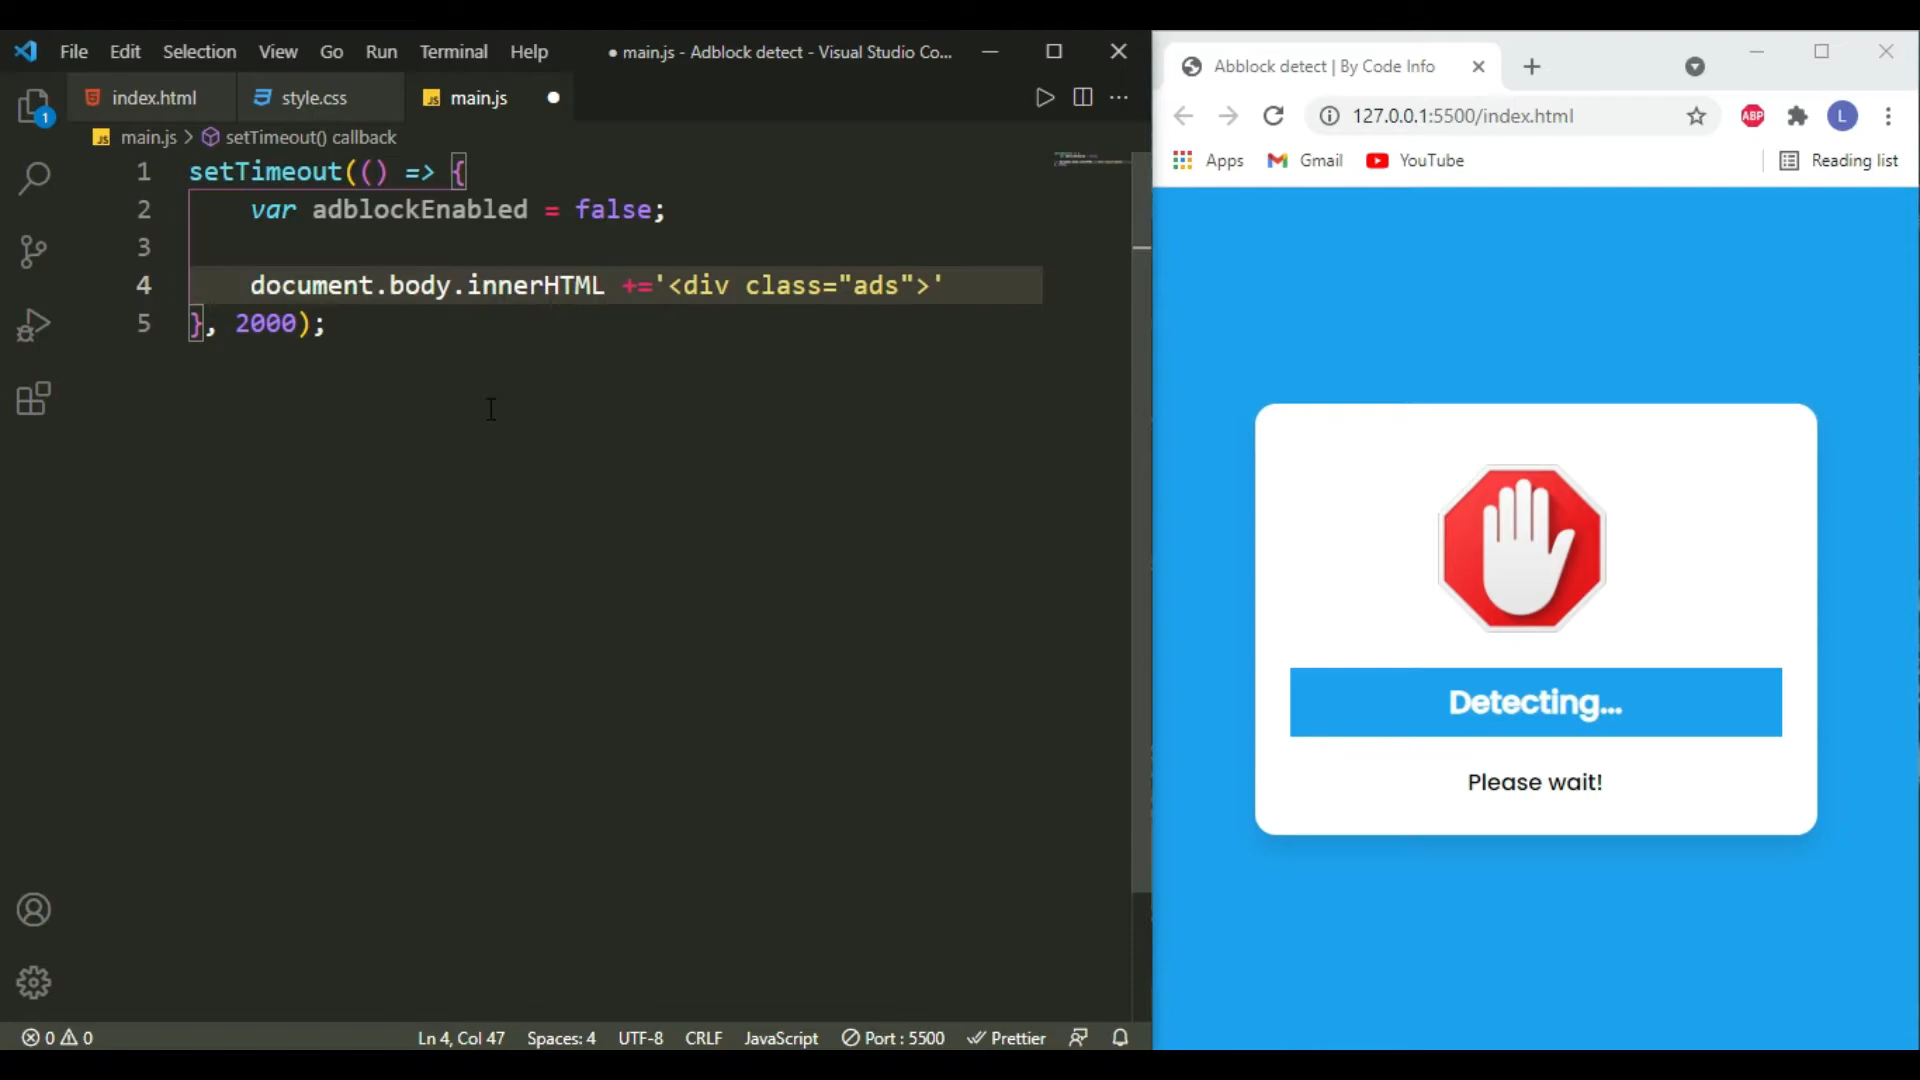 File Edit Selection View Go Run Terminal Help ● main.js - Adblock detect - Visual Studio Co...
index.html style.css JS main.js
JS main.js > setTimeout() callback
1 setTimeout(() => {
2 var adblockEnabled = false;
3
4 document.body.innerHTML +='<div class="ads">'
5 }, 2000);
1
0 0 Ln 4, Col 47 Spaces: 4 UTF-8 CRLF JavaScript Port : 5500 Prettier
Abblock detect | By Code Info
127.0.0.1:5500/index.html ABP L
Apps Gmail YouTube Reading list
Detecting...
Please wait!